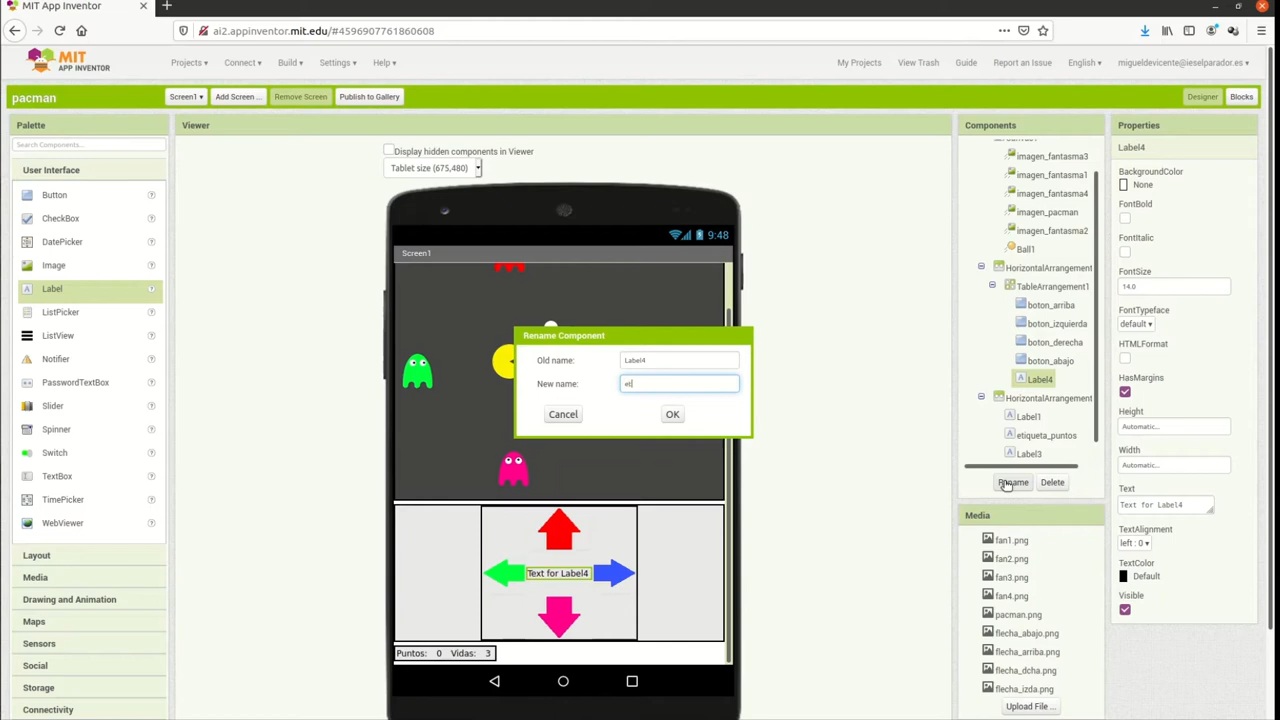 MIT App Inventor
ai2.appinventor.mit.edu/#4596907761860608
MIT
APP INVENTOR
Projects
Connect
Build
Settings
Help
My Projects
View Trash
Guide
Report an Issue
English
migueldevicente@ieselparador.es
pacman
Screen1
Add Screen ...
Remove Screen
Publish to Gallery
Designer
Blocks
Palette
Search Components...
User Interface
Button
CheckBox
DatePicker
Image
Label
ListPicker
ListView
Notifier
PasswordTextBox
Slider
Spinner
Switch
TextBox
TimePicker
WebViewer
Layout
Media
Drawing and Animation
Maps
Sensors
Social
Storage
Connectivity
Viewer
Display hidden components in Viewer
Tablet size (675,480)
9:48
Screen1
Rename Component
Old name:
Label4
New name:
et
Cancel
OK
Text for Label4
Puntos: 0 Vidas: 3
Components
imagen_fantasma3
imagen_fantasma1
imagen_fantasma4
imagen_pacman
imagen_fantasma2
Ball1
HorizontalArrangement
TableArrangement1
boton_arriba
boton_izquierda
boton_derecha
boton_abajo
Label4
HorizontalArrangement
Label1
etiqueta_puntos
Label3
Rename
Delete
Media
fan1.png
fan2.png
fan3.png
fan4.png
pacman.png
flecha_abajo.png
flecha_arriba.png
flecha_dcha.png
flecha_izda.png
Upload File ...
Properties
Label4
BackgroundColor
None
FontBold
FontItalic
FontSize
14.0
FontTypeface
default
HTMLFormat
HasMargins
Height
Automatic...
Width
Automatic...
Text
Text for Label4
TextAlignment
left : 0
TextColor
Default
Visible